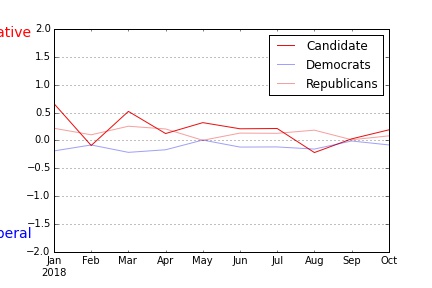 2.0
ative
1.5
1.0
0.5
0.0
−0.5
−1.0
−1.5
beral
−2.0
Candidate
Democrats
Republicans
Jan Feb Mar Apr May Jun Jul Aug Sep Oct
2018